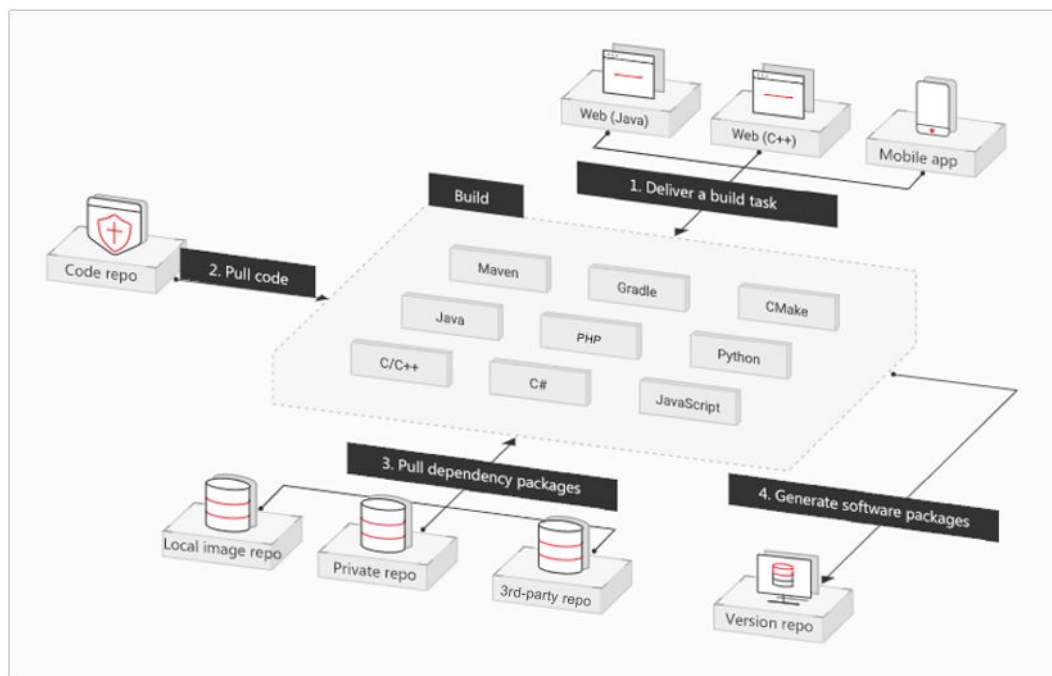 Web (Java)
Web (C++)
Mobile app
1. Deliver a build task
Build
Code repo
2. Pull code
Maven
Gradle
CMake
Java
PHP
Python
C/C++
C#
JavaScript
3. Pull dependency packages
4. Generate software packages
Local image repo
Private repo
3rd-party repo
Version repo